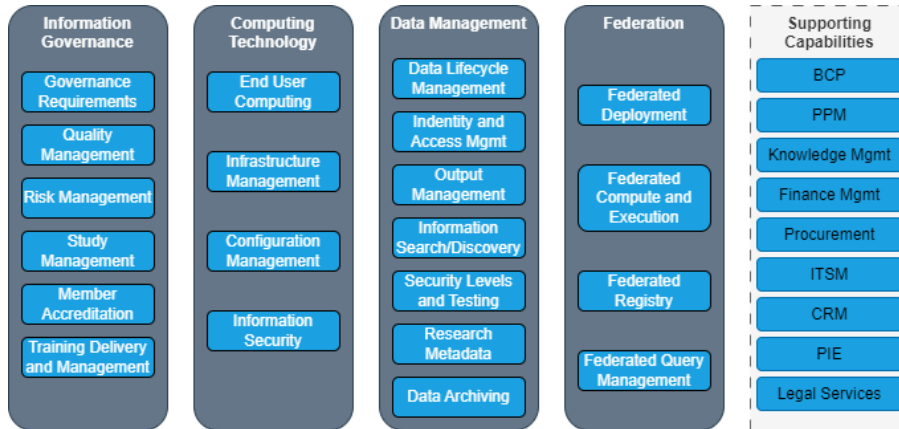 Information
Governance
Governance
Requirements
Quality
Management
Risk Management
Study
Management
Member
Accreditation
Training Delivery
and Management
Computing
Technology
End User
Computing
Infrastructure
Management
Configuration
Management
Information
Security
Data Management
Data Lifecycle
Management
Indentity and
Access Mgmt
Output
Management
Information
Search/Discovery
Security Levels
and Testing
Research
Metadata
Data Archiving
Federation
Federated
Deployment
Federated
Compute and
Execution
Federated
Registry
Federated Query
Management
Supporting
Capabilities
BCP
PPM
Knowledge Mgmt
Finance Mgmt
Procurement
ITSM
CRM
PIE
Legal Services